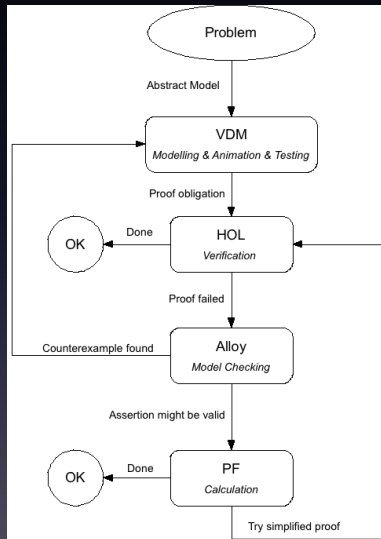 Problem
Abstract Model
VDM
Modelling & Animation & Testing
Proof obligation
Done
HOL
OK
Verification
Proof failed
Alloy
Counterexample found
Model Checking
Assertion might be valid
Done
PF
OK
Calculation
Try simplified proof